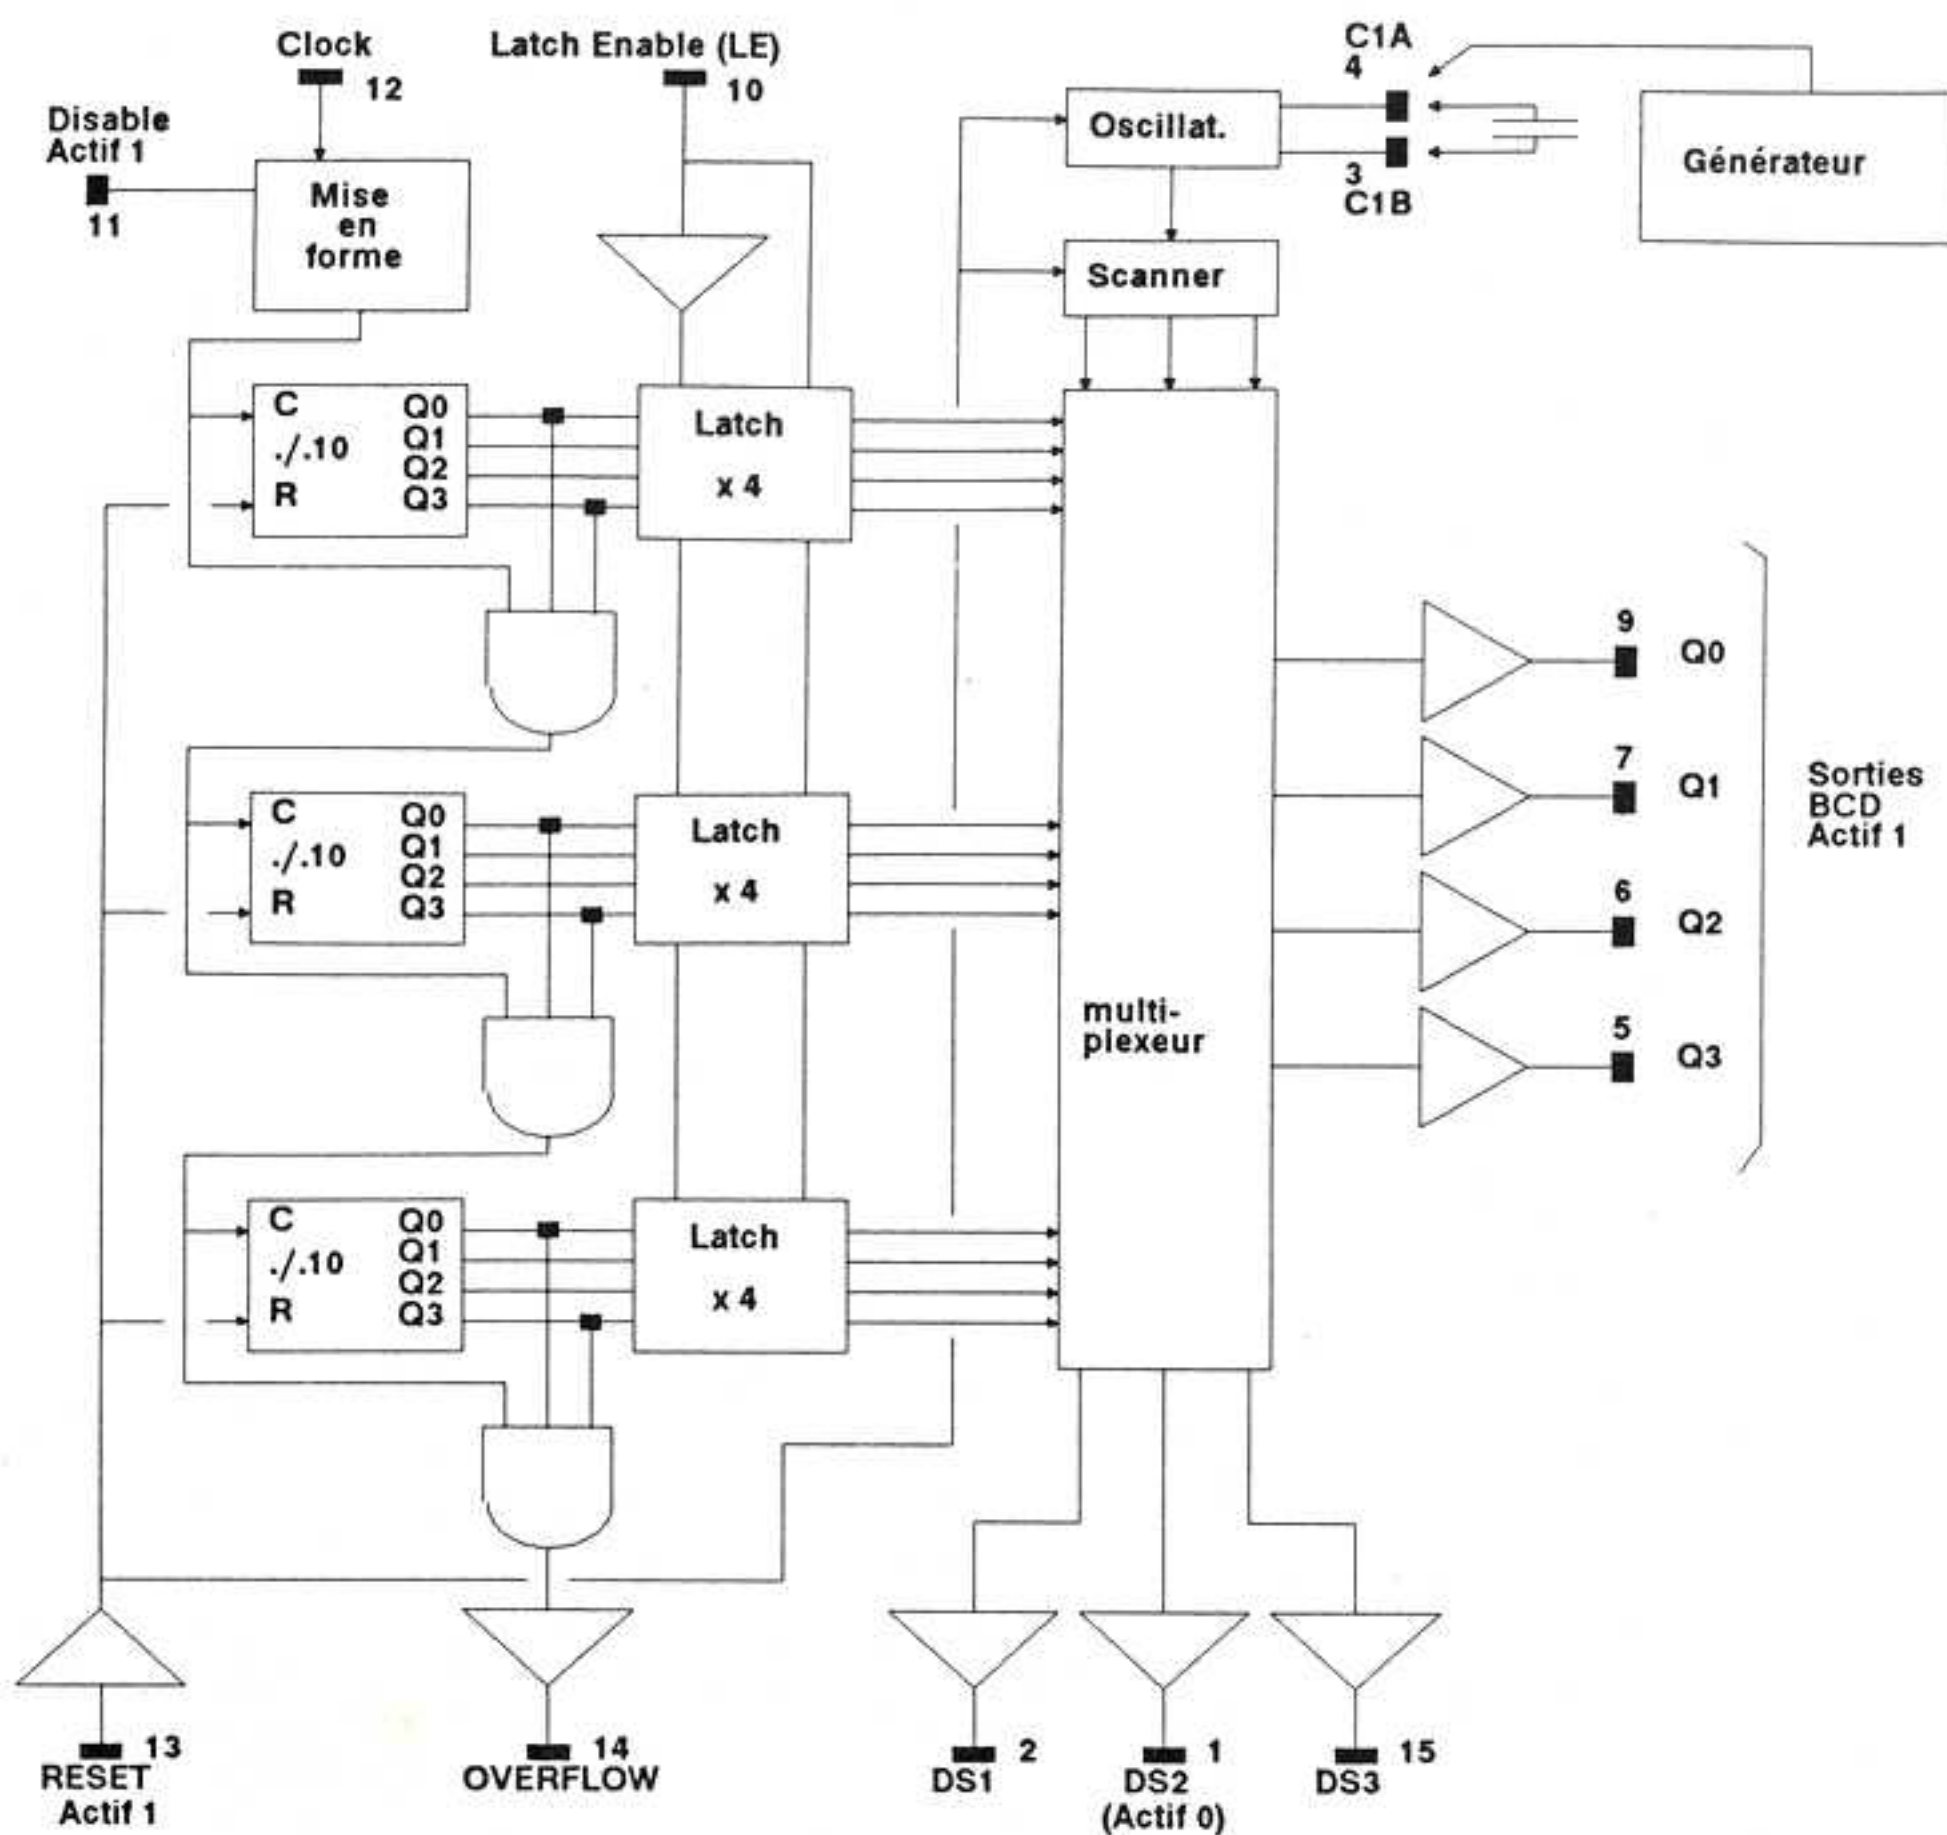 Clock
12
Latch Enable (LE)
10
C1A
4
Disable
Actif 1
11
Mise
en
forme
Oscillat.
3
C1B
Générateur
Scanner
C
./.10
R
Q0
Q1
Q2
Q3
Latch
x 4
9
Q0
7
Q1
6
Q2
5
Q3
Sorties
BCD
Actif 1
C
./.10
R
Q0
Q1
Q2
Q3
Latch
x 4
multi-
plexeur
C
./.10
R
Q0
Q1
Q2
Q3
Latch
x 4
13
RESET
Actif 1
14
OVERFLOW
2
DS1
1
DS2
(Actif 0)
15
DS3